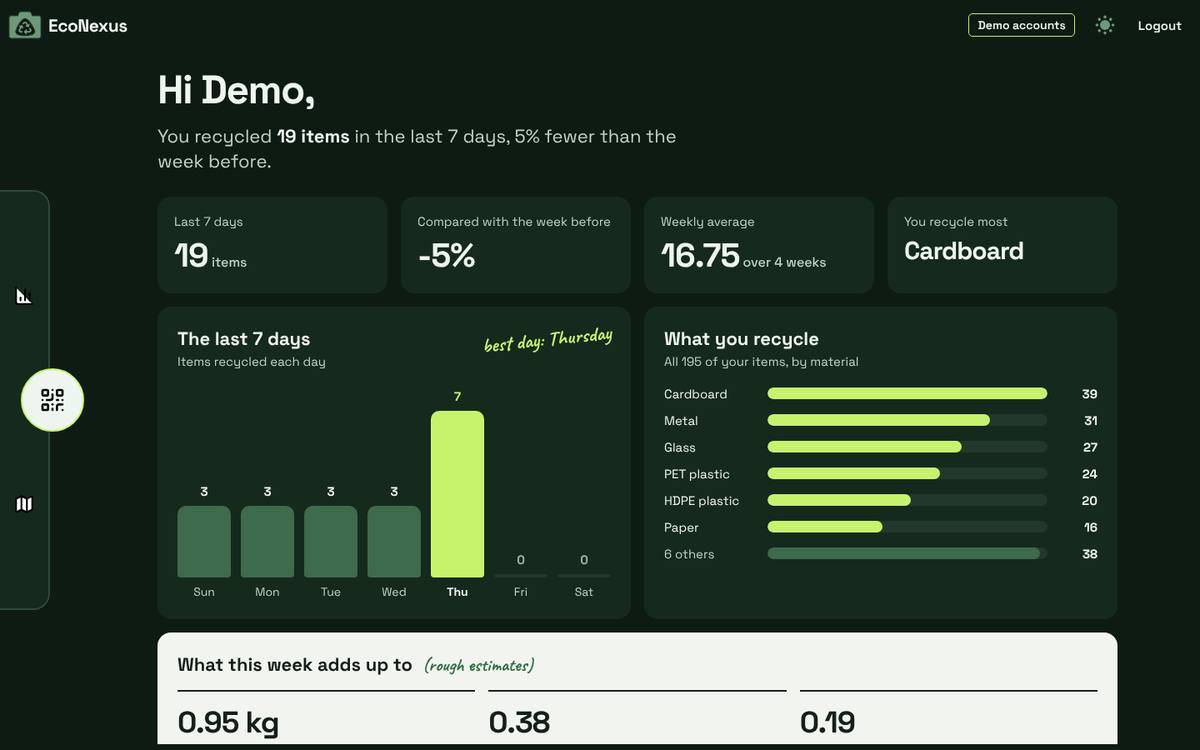 EcoNexus
Demo accounts
Logout
Hi Demo,
You recycled 19 items in the last 7 days, 5% fewer than the
week before.
Last 7 days
19 items
Compared with the week before
-5%
Weekly average
16.75 over 4 weeks
You recycle most
Cardboard
The last 7 days
best day: Thursday
Items recycled each day
3
3
3
3
7
0
0
Sun
Mon
Tue
Wed
Thu
Fri
Sat
What you recycle
All 195 of your items, by material
Cardboard 39
Metal 31
Glass 27
PET plastic 24
HDPE plastic 20
Paper 16
6 others 38
What this week adds up to (rough estimates)
0.95 kg
0.38
0.19